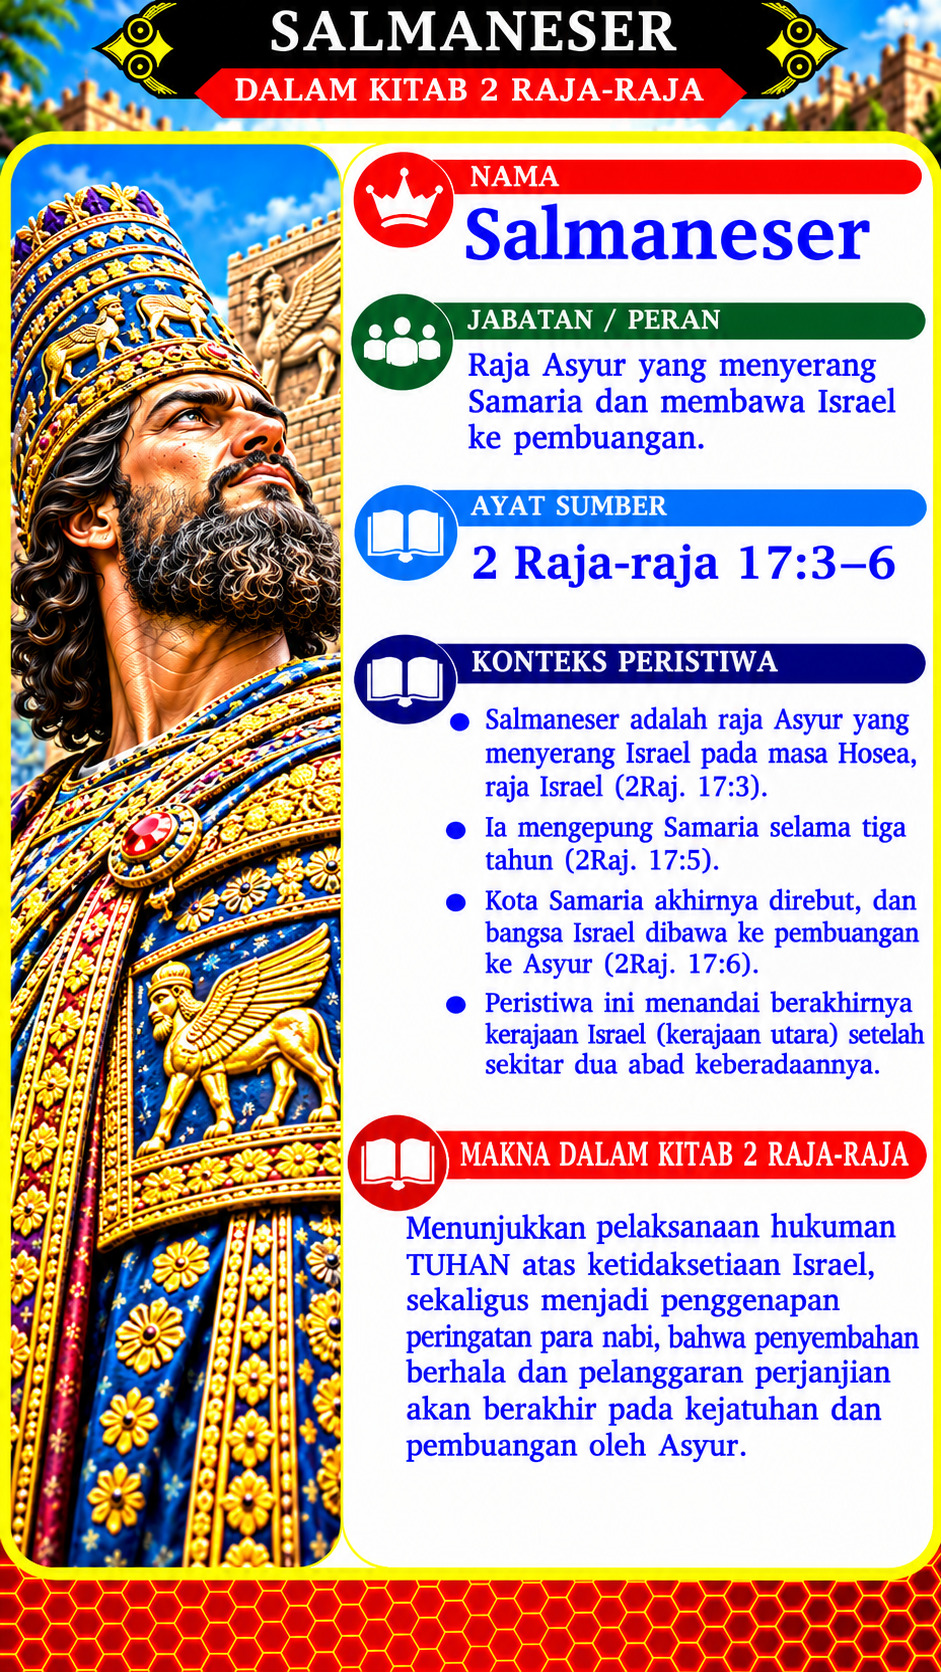 SALMANESER
DALAM KITAB 2 RAJA-RAJA
NAMA
Salmaneser
JABATAN / PERAN
Raja Asyur yang menyerang
Samaria dan membawa Israel
ke pembuangan.
AYAT SUMBER
2 Raja-raja 17:3–6
KONTEKS PERISTIWA
● Salmaneser adalah raja Asyur yang
menyerang Israel pada masa Hosea,
raja Israel (2Raj. 17:3).
● Ia mengepung Samaria selama tiga
tahun (2Raj. 17:5).
● Kota Samaria akhirnya direbut, dan
bangsa Israel dibawa ke pembuangan
ke Asyur (2Raj. 17:6).
● Peristiwa ini menandai berakhirnya
kerajaan Israel (kerajaan utara) setelah
sekitar dua abad keberadaannya.
MAKNA DALAM KITAB 2 RAJA-RAJA
Menunjukkan pelaksanaan hukuman
TUHAN atas ketidaksetiaan Israel,
sekaligus menjadi penggenapan
peringatan para nabi, bahwa penyembahan
berhala dan pelanggaran perjanjian
akan berakhir pada kejatuhan dan
pembuangan oleh Asyur.